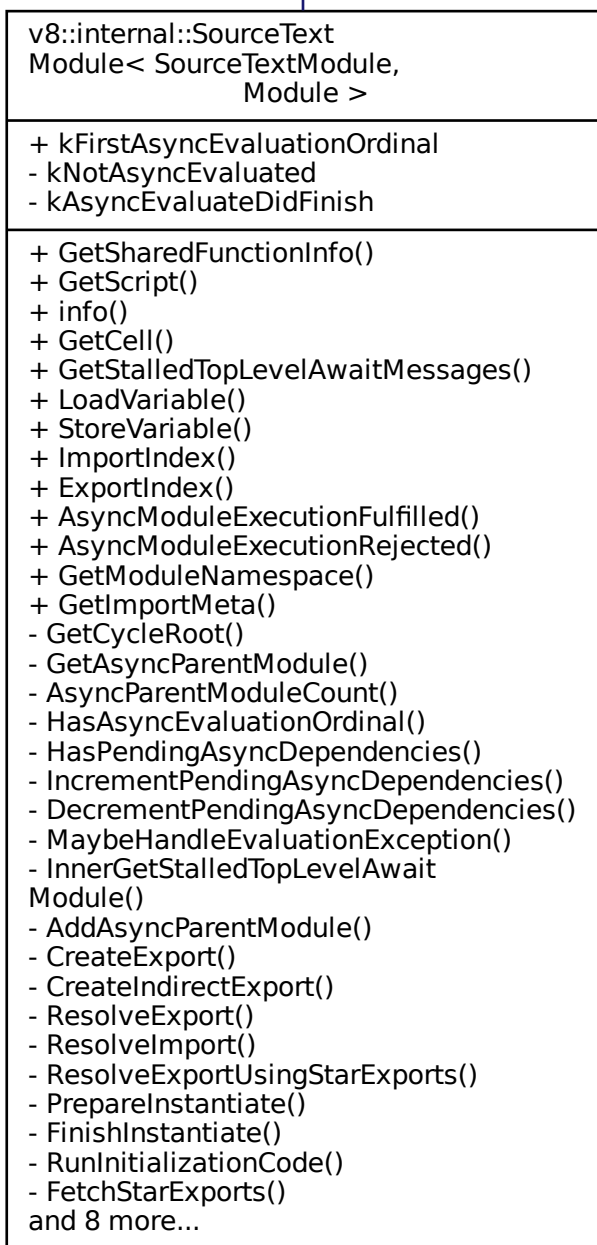 v8::internal::SourceText
Module< SourceTextModule,
Module >
+ kFirstAsyncEvaluationOrdinal
- kNotAsyncEvaluated
- kAsyncEvaluateDidFinish
+ GetSharedFunctionInfo()
+ GetScript()
+ info()
+ GetCell()
+ GetStalledTopLevelAwaitMessages()
+ LoadVariable()
+ StoreVariable()
+ ImportIndex()
+ ExportIndex()
+ AsyncModuleExecutionFulfilled()
+ AsyncModuleExecutionRejected()
+ GetModuleNamespace()
+ GetImportMeta()
- GetCycleRoot()
- GetAsyncParentModule()
- AsyncParentModuleCount()
- HasAsyncEvaluationOrdinal()
- HasPendingAsyncDependencies()
- IncrementPendingAsyncDependencies()
- DecrementPendingAsyncDependencies()
- MaybeHandleEvaluationException()
- InnerGetStalledTopLevelAwait
Module()
- AddAsyncParentModule()
- CreateExport()
- CreateIndirectExport()
- ResolveExport()
- ResolveImport()
- ResolveExportUsingStarExports()
- PrepareInstantiate()
- FinishInstantiate()
- RunInitializationCode()
- FetchStarExports()
and 8 more...